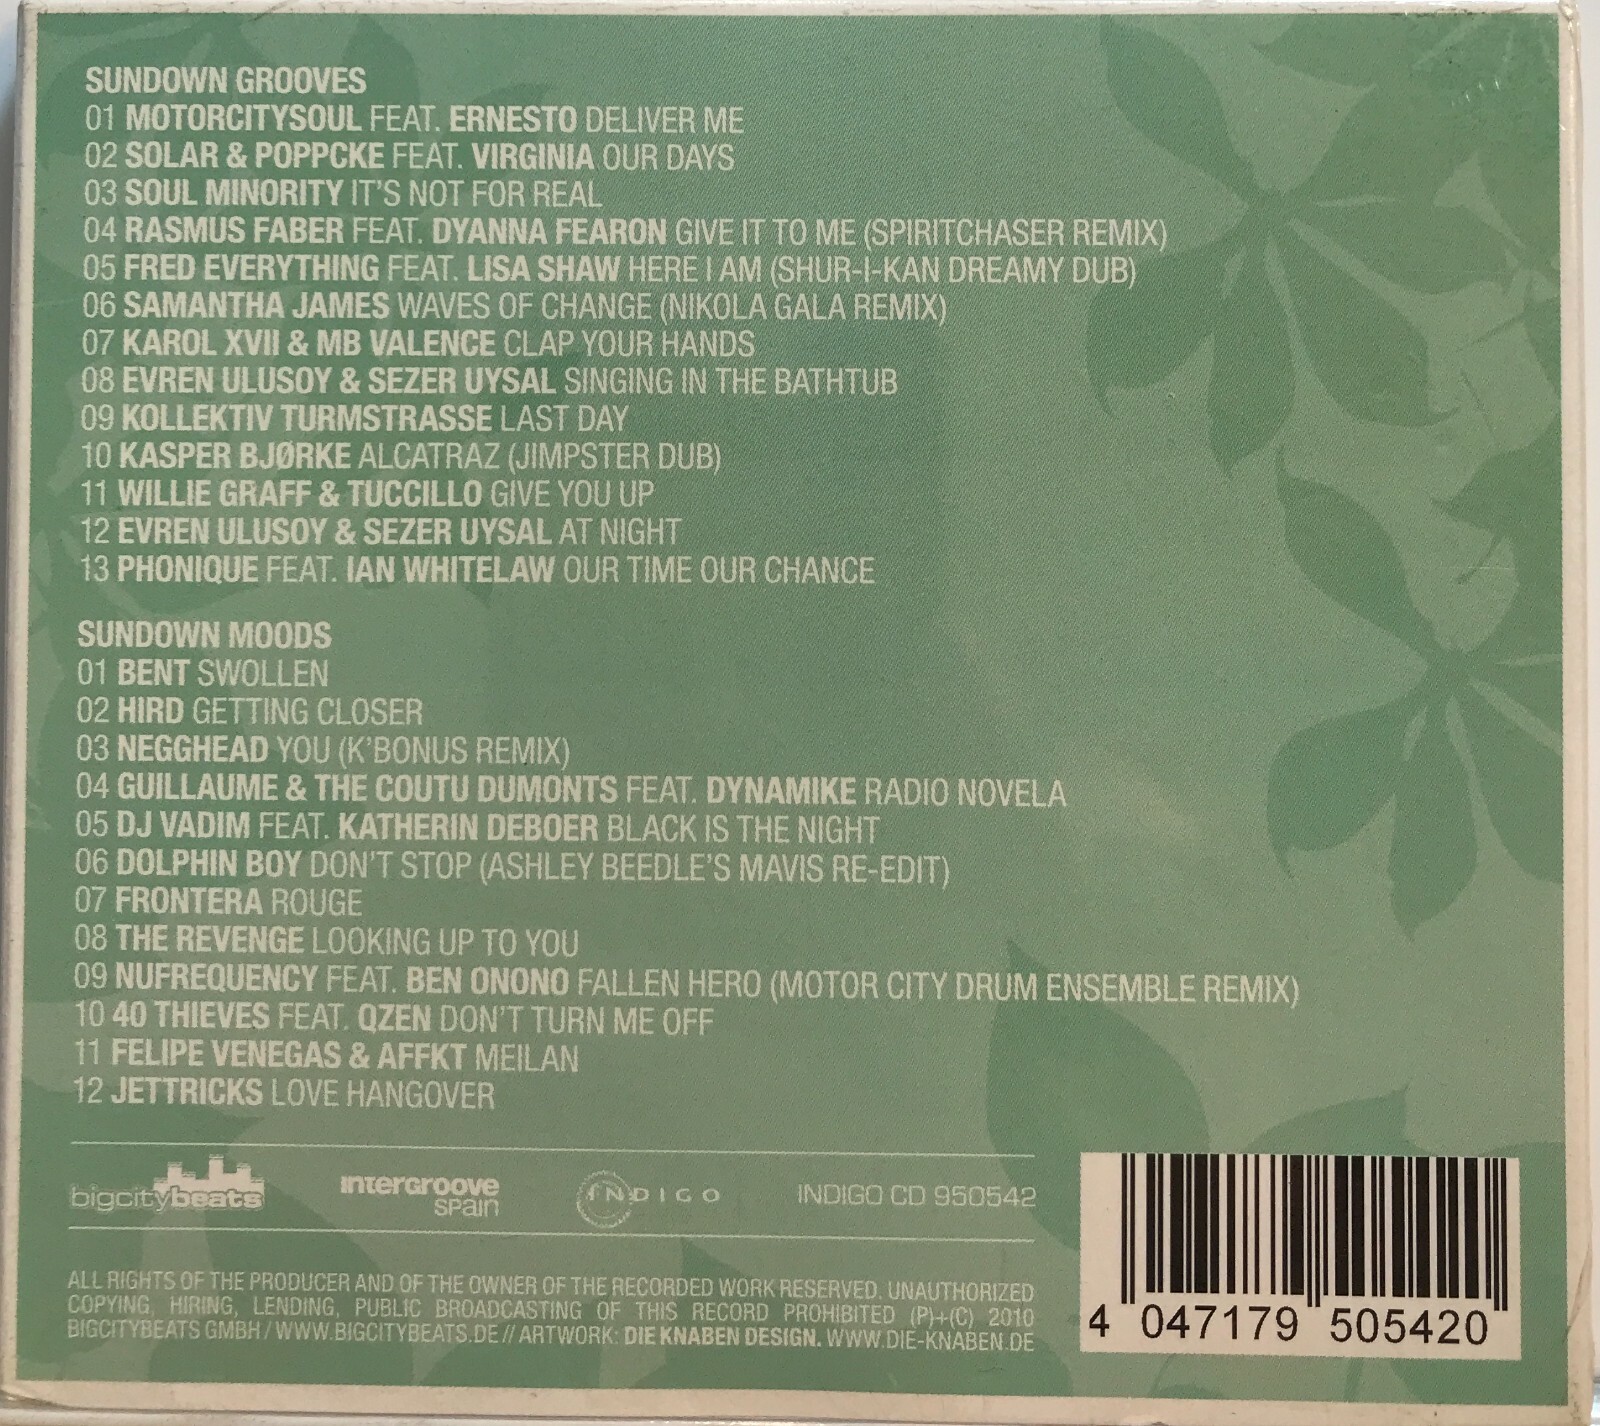 SUNDOWN GROOVES
01 MOTORCITYSOUL FEAT. ERNESTO DELIVER ME
02 SOLAR & POPPCKE FEAT. VIRGINIA OUR DAYS
03 SOUL MINORITY IT'S NOT FOR REAL
04 RASMUS FABER FEAT. DYANNA FEARON GIVE IT TO ME (SPIRITCHASER REMIX)
05 FRED EVERYTHING FEAT. LISA SHAW HERE I AM (SHUR-I-KAN DREAMY DUB)
06 SAMANTHA JAMES WAVES OF CHANGE (NIKOLA GALA REMIX)
07 KAROL XVII & MB VALENCE CLAP YOUR HANDS
08 EVREN ULUSOY & SEZER UYSAL SINGING IN THE BATHTUB
09 KOLLEKTIV TURMSTRASSE LAST DAY
10 KASPER BJØRKE ALCATRAZ (JIMPSTER DUB)
11 WILLIE GRAFF & TUCCILLO GIVE YOU UP
12 EVREN ULUSOY & SEZER UYSAL AT NIGHT
13 PHONIQUE FEAT. IAN WHITELAW OUR TIME OUR CHANCE
SUNDOWN MOODS
01 BENT SWOLLEN
02 HIRD GETTING CLOSER
03 NEGGHEAD YOU (K'BONUS REMIX)
04 GUILLAUME & THE COUTU DUMONTS FEAT. DYNAMIKE RADIO NOVELA
05 DJ VADIM FEAT. KATHERIN DEBOER BLACK IS THE NIGHT
06 DOLPHIN BOY DON'T STOP (ASHLEY BEEDLE'S MAVIS RE-EDIT)
07 FRONTERA ROUGE
08 THE REVENGE LOOKING UP TO YOU
09 NUFREQUENCY FEAT. BEN ONONO FALLEN HERO (MOTOR CITY DRUM ENSEMBLE REMIX)
10 40 THIEVES FEAT. QZEN DON'T TURN ME OFF
11 FELIPE VENEGAS & AFFKT MEILAN
12 JETTRICKS LOVE HANGOVER
bigcitybeats
intergroove
spain
INDIGO
INDIGO CD 950542
ALL RIGHTS OF THE PRODUCER AND OF THE OWNER OF THE RECORDED WORK RESERVED. UNAUTHORIZED
COPYING, HIRING, LENDING, PUBLIC BROADCASTING OF THIS RECORD PROHIBITED (P)+(C) 2010
BIGCITYBEATS GMBH / WWW.BIGCITYBEATS.DE // ARTWORK: DIE KNABEN DESIGN. WWW.DIE-KNABEN.DE
4 047179 505420